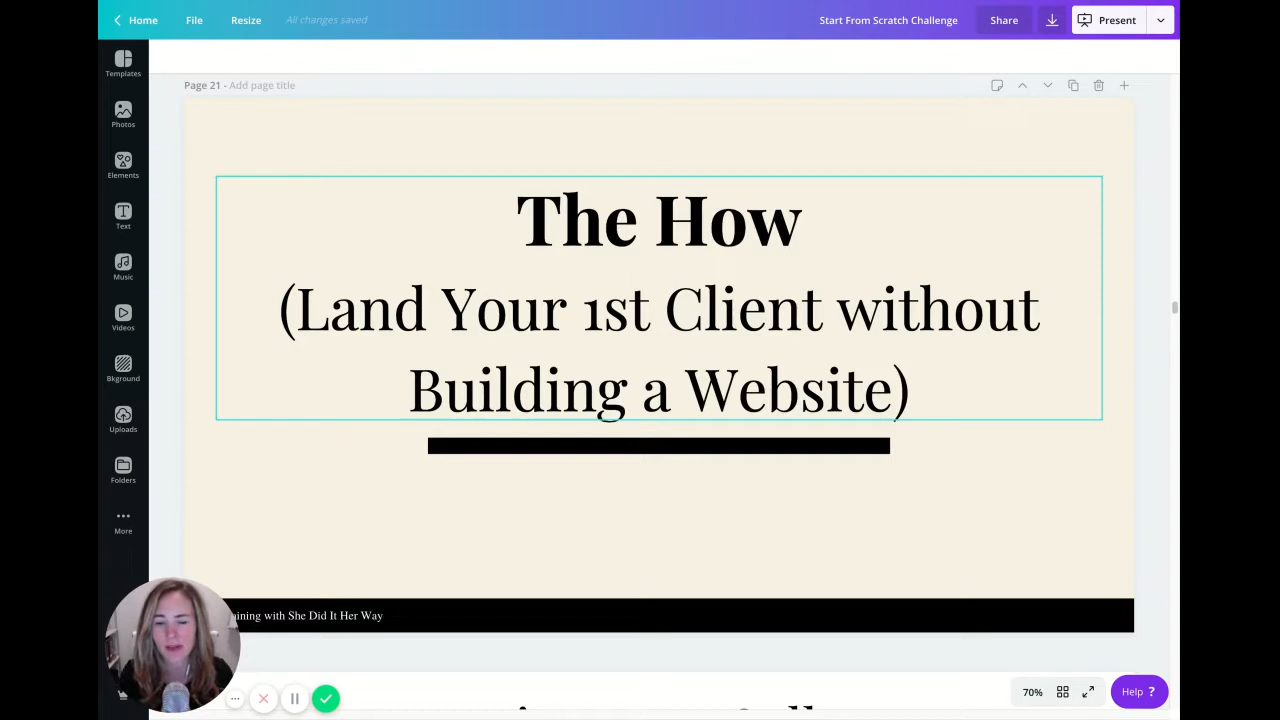 Home File Resize All changes saved Start From Scratch Challenge Share Present
Templates
Photos
Elements
Text
Music
Videos
Bkground
Uploads
Folders
More
Page 21 - Add page title
The How
(Land Your 1st Client without
Building a Website)
with She Did It Her Way
70% Help ?